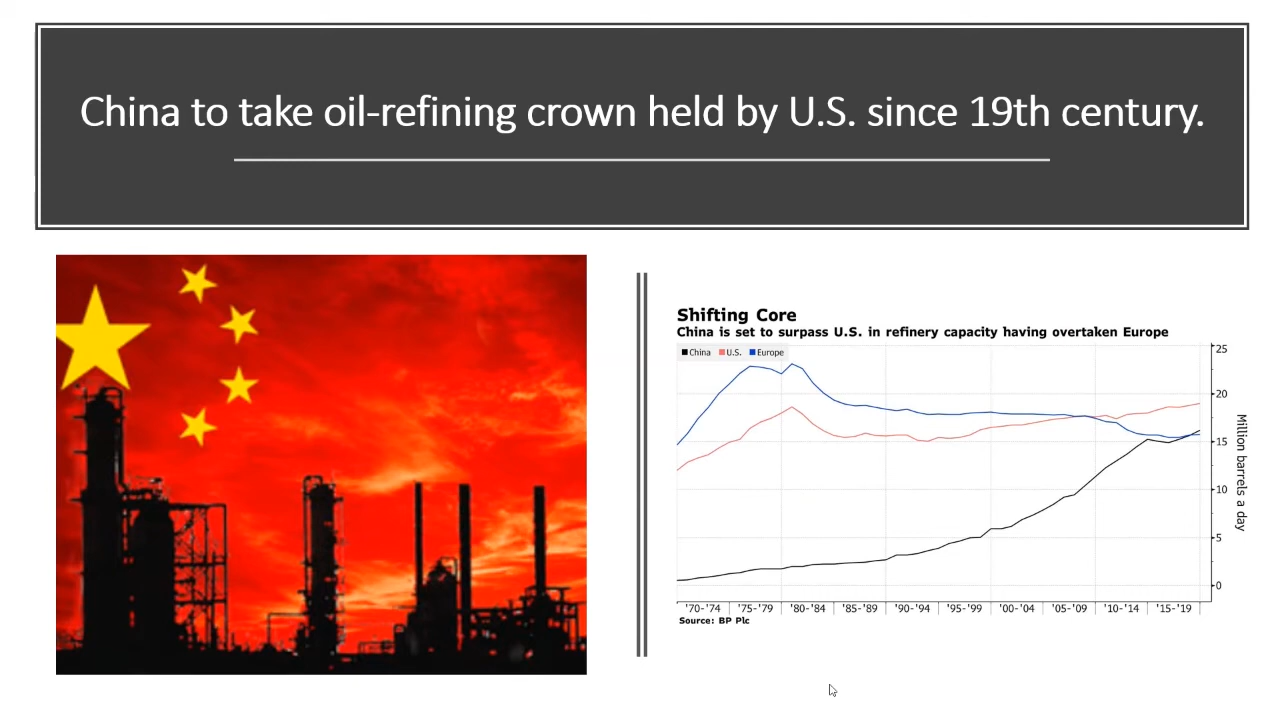 China to take oil-refining crown held by U.S. since 19th century.
Shifting Core
China is set to surpass U.S. in refinery capacity having overtaken Europe
China U.S. Europe
25
20
15
10
5
0
Million barrels a day
'70-'74 '75-'79 '80-'84 '85-'89 '90-'94 '95-'99 '00-'04 '05-'09 '10-'14 '15-'19
Source: BP Plc